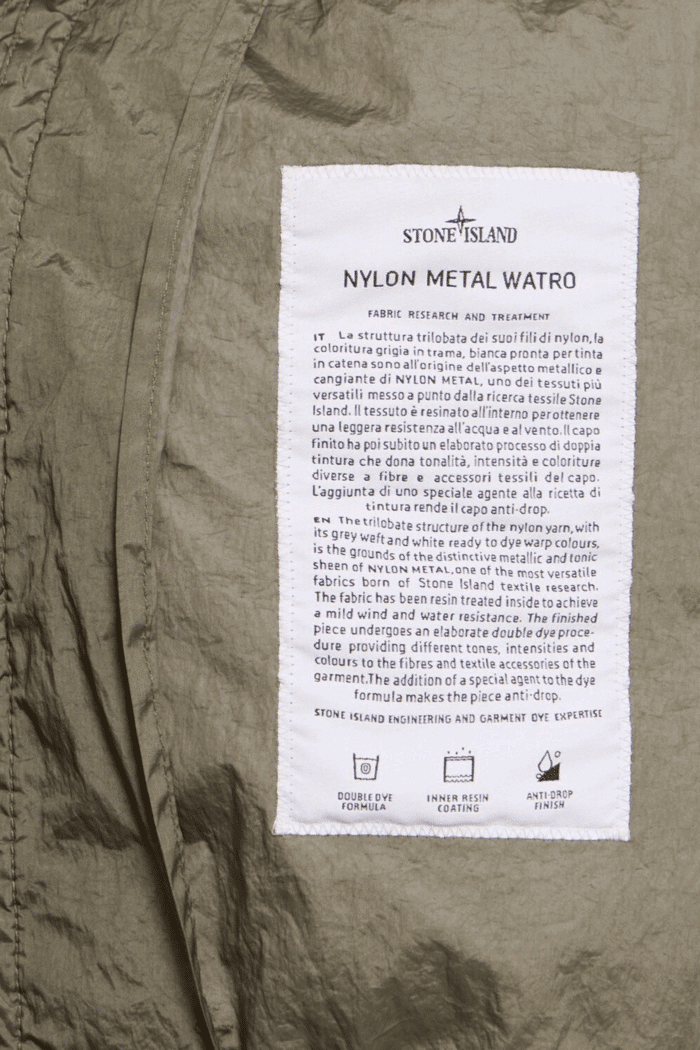 STONE ISLAND
NYLON METAL WATRO
FABRIC RESEARCH AND TREATMENT
IT La struttura trilobata dei suoi fili di nylon, la
coloritura grigia in trama, bianca pronta per tinta
in catena sono all'origine dell'aspetto metallico e
cangiante di NYLON METAL, uno dei tessuti più
versatili messo a punto dalla ricerca tessile Stone
Island. Il tessuto è resinato all'interno per ottenere
una leggera resistenza all'acqua e al vento. Il capo
finito ha poi subito un elaborato processo di doppia
tintura che dona tonalità, intensità e coloriture
diverse a fibre e accessori tessili del capo.
L'aggiunta di uno speciale agente alla ricetta di
tintura rende il capo anti-drop.
EN The trilobate structure of the nylon yarn, with
its grey weft and white ready to dye warp colours,
is the grounds of the distinctive metallic and tonic
sheen of NYLON METAL, one of the most versatile
fabrics born of Stone Island textile research.
The fabric has been resin treated inside to achieve
a mild wind and water resistance. The finished
piece undergoes an elaborate double dye proce-
dure providing different tones, intensities and
colours to the fibres and textile accessories of the
garment.The addition of a special agent to the dye
formula makes the piece anti-drop.
STONE ISLAND ENGINEERING AND GARMENT DYE EXPERTISE
DOUBLE DYE
FORMULA
INNER RESIN
COATING
ANTI-DROP
FINISH